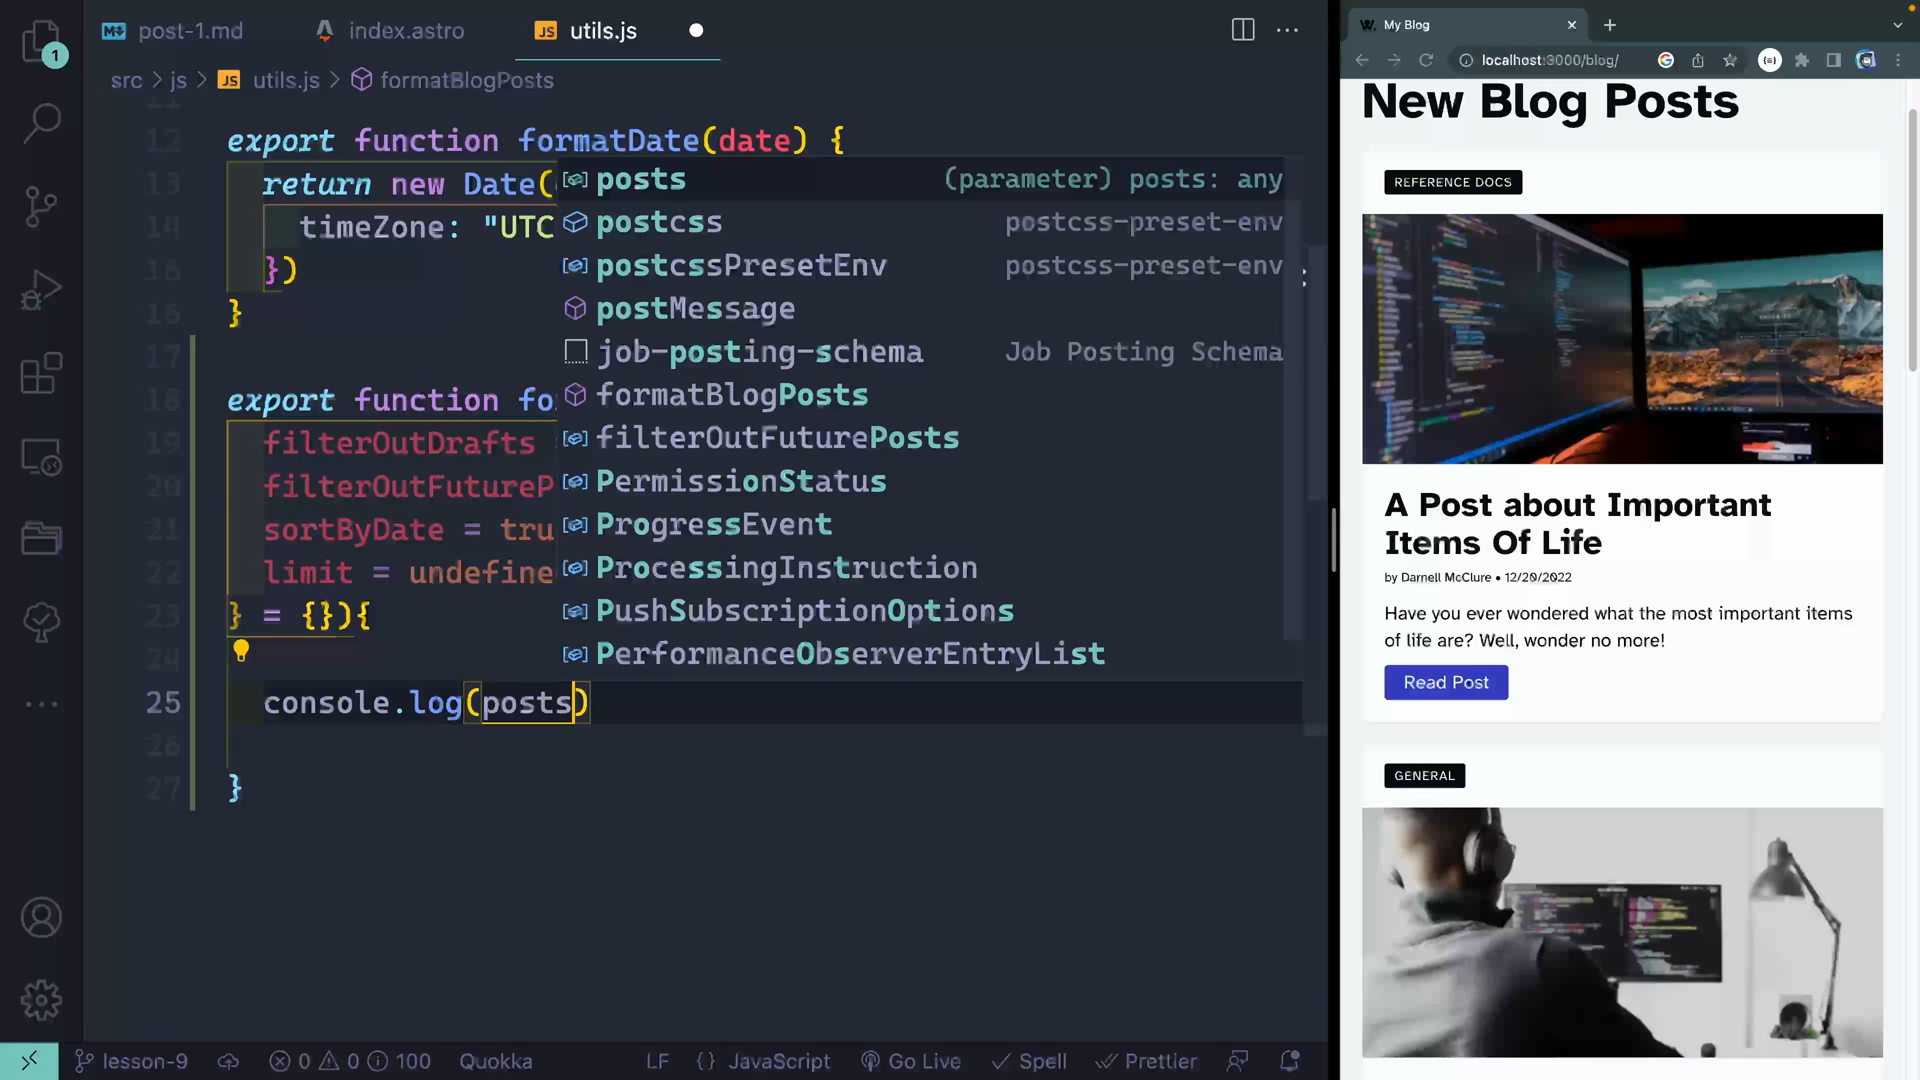 1
post-1.md
index.astro
JS utils.js
src > js > JS utils.js > formatBlogPosts
12 export function formatDate(date) {
13 return new Date(
14 timeZone: "UTC
16 })
16 }
17
18 export function fo
19 filterOutDrafts
20 filterOutFutureP
21 sortByDate = tru
22 limit = undefine
23 } = {}){
24
25 console.log(posts)
26
27 }
posts (parameter) posts: any
postcss postcss-preset-env
postcssPresetEnv postcss-preset-env
postMessage
job-posting-schema Job Posting Schema
formatBlogPosts
filterOutFuturePosts
PermissionStatus
ProgressEvent
ProcessingInstruction
PushSubscriptionOptions
PerformanceObserverEntryList
lesson-9 0 0 100 Quokka LF {} JavaScript Go Live Spell Prettier
My Blog
localhost:3000/blog/
New Blog Posts
REFERENCE DOCS
A Post about Important
Items Of Life
by Darnell McClure • 12/20/2022
Have you ever wondered what the most important items
of life are? Well, wonder no more!
Read Post
GENERAL